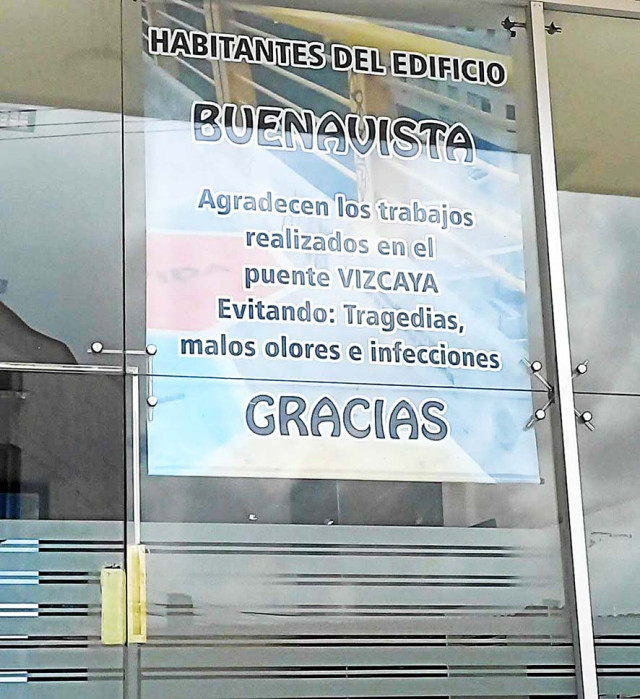 HABITANTES DEL EDIFICIO
BUENAVISTA
Agradecen los trabajos
realizados en el
puente VIZCAYA
Evitando: Tragedias,
malos olores e infecciones
GRACIAS